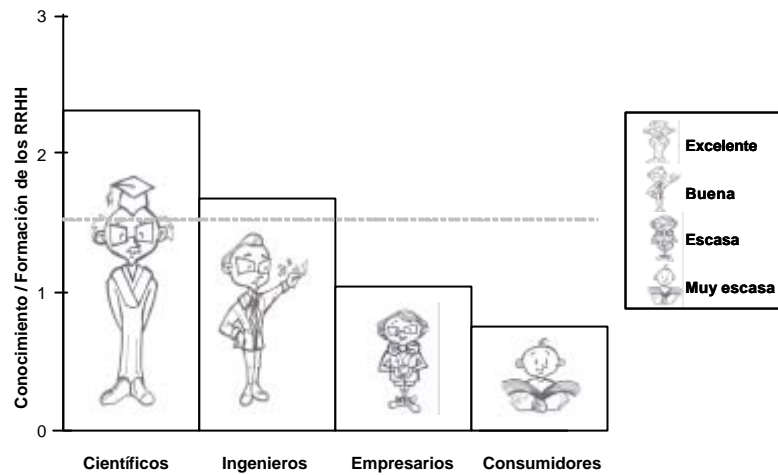 3
2
1
0
Conocimiento / Formación de los RRHH
Científicos
Ingenieros
Empresarios
Consumidores
Excelente
Buena
Escasa
Muy escasa